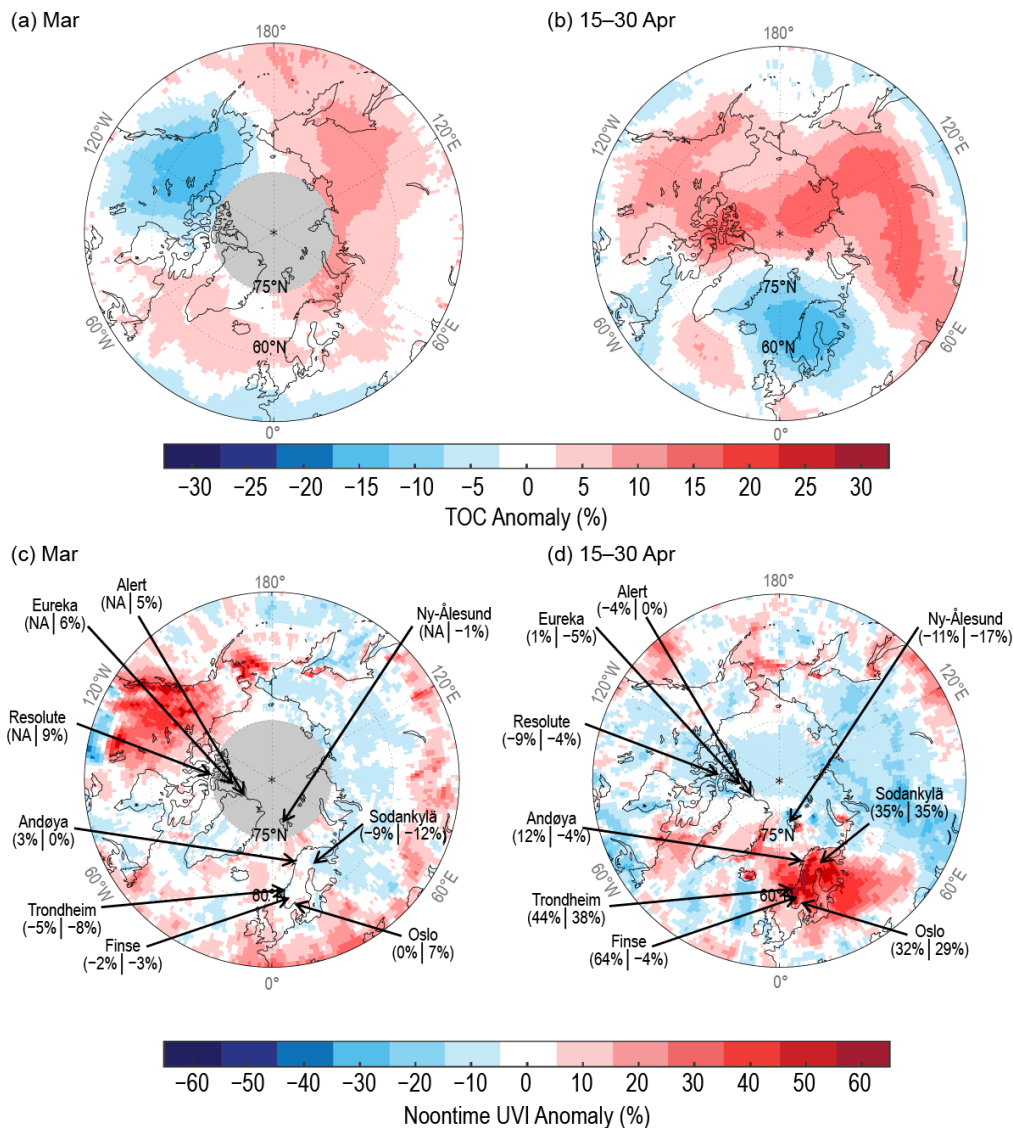 (a) Mar
(b) 15–30 Apr
180°
180°
120°W
120°E
120°W
120°E
75°N
75°N
60°N
60°N
60°W
60°E
60°W
60°E
0°
0°
−30 −25 −20 −15 −10 −5 0 5 10 15 20 25 30
TOC Anomaly (%)
(c) Mar
(d) 15–30 Apr
180°
180°
Alert
(NA | 5%)
Eureka
(NA | 6%)
Ny-Ålesund
(NA | −1%)
120°W
120°E
Resolute
(NA | 9%)
Andøya
(3% | 0%)
75°N
Sodankylä
(−9% | −12%)
60°W
60°E
Trondheim
(−5% | −8%)
60°N
Finse
(−2% | −3%)
Oslo
(0% | 7%)
0°
Alert
(−4% | 0%)
Eureka
(1% | −5%)
Ny-Ålesund
(−11% | −17%)
120°W
120°E
Resolute
(−9% | −4%)
Sodankylä
(35% | 35%)
Andøya
(12% | −4%)
75°N
60°W
60°E
Trondheim
(44% | 38%)
60°N
Finse
(64% | −4%)
Oslo
(32% | 29%)
0°
−60 −50 −40 −30 −20 −10 0 10 20 30 40 50 60
Noontime UVI Anomaly (%)